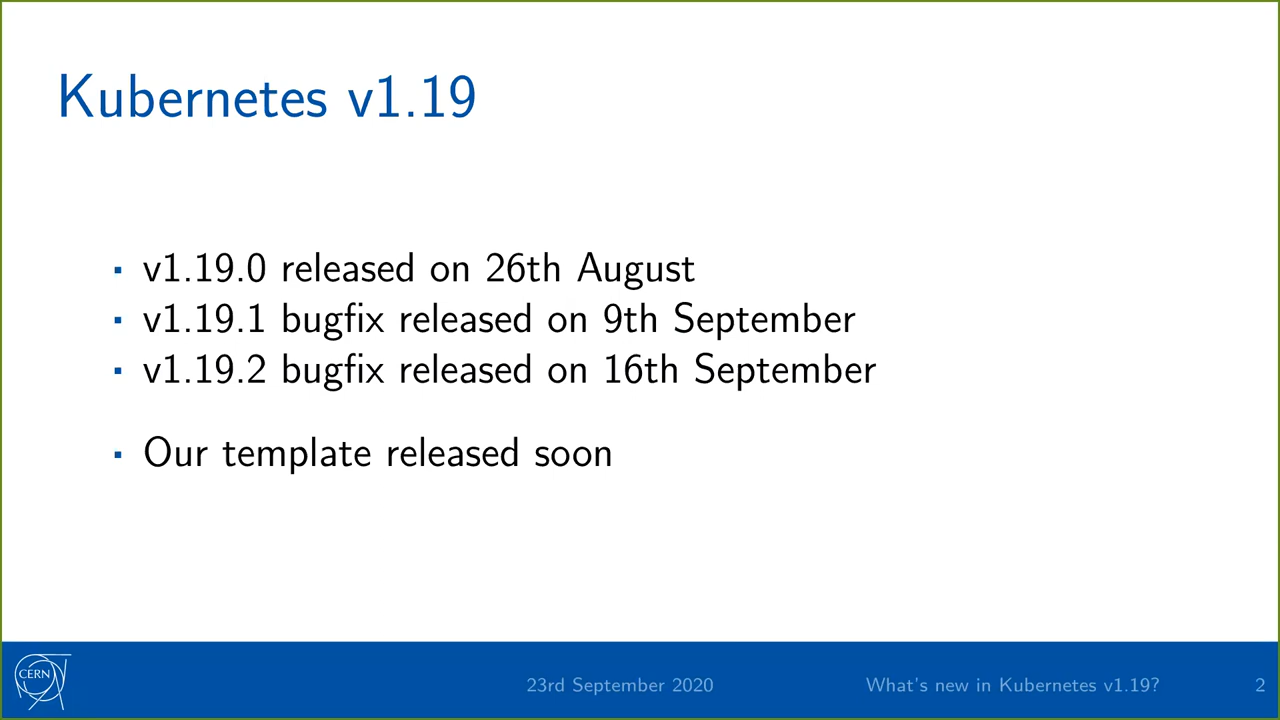 Kubernetes v1.19
▪ v1.19.0 released on 26th August
▪ v1.19.1 bugfix released on 9th September
▪ v1.19.2 bugfix released on 16th September
▪ Our template released soon
CERN
23rd September 2020
What's new in Kubernetes v1.19?
2